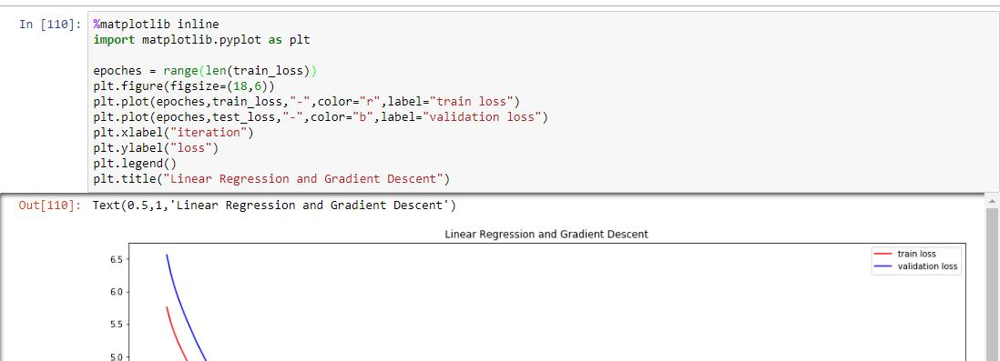 In [110]: %matplotlib inline
import matplotlib.pyplot as plt
epoches = range(len(train_loss))
plt.figure(figsize=(18,6))
plt.plot(epoches,train_loss,"-",color="r",label="train loss")
plt.plot(epoches,test_loss,"-",color="b",label="validation loss")
plt.xlabel("iteration")
plt.ylabel("loss")
plt.legend()
plt.title("Linear Regression and Gradient Descent")
Out[110]: Text(0.5,1,'Linear Regression and Gradient Descent')
Linear Regression and Gradient Descent
train loss
validation loss
6.5
6.0
5.5
5.0